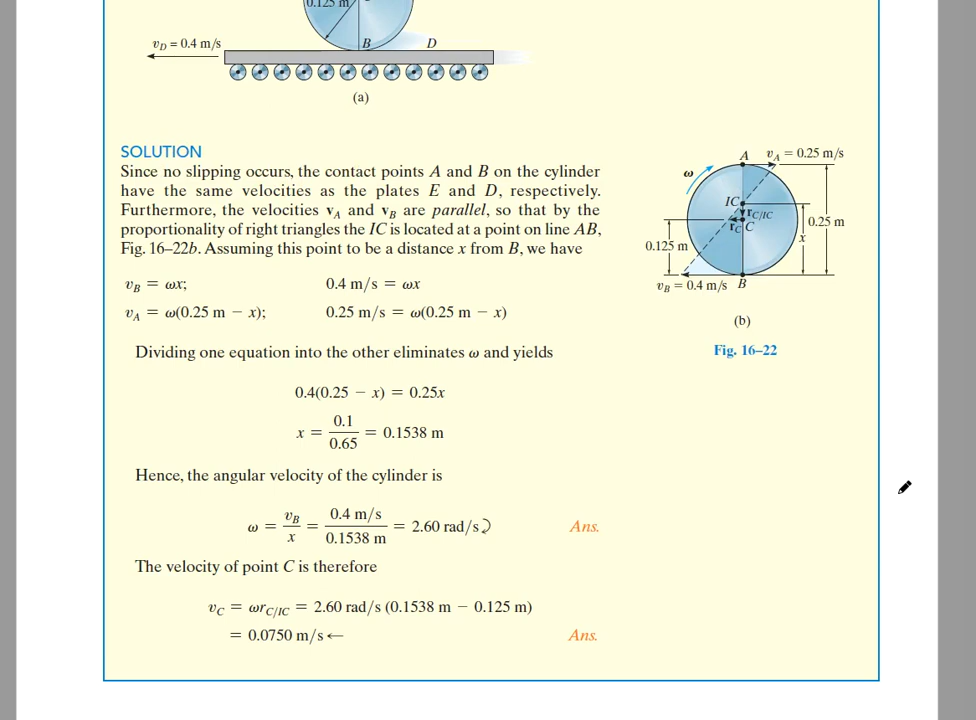 0.125 m
B
D
v_D = 0.4 m/s
(a)
SOLUTION
Since no slipping occurs, the contact points A and B on the cylinder
have the same velocities as the plates E and D, respectively.
Furthermore, the velocities v_A and v_B are parallel, so that by the
proportionality of right triangles the IC is located at a point on line AB,
Fig. 16–22b. Assuming this point to be a distance x from B, we have
v_B = ωx; 0.4 m/s = ωx
v_A = ω(0.25 m − x); 0.25 m/s = ω(0.25 m − x)
Dividing one equation into the other eliminates ω and yields
0.4(0.25 − x) = 0.25x
x = 0.1/0.65 = 0.1538 m
Hence, the angular velocity of the cylinder is
ω = v_B/x = 0.4 m/s / 0.1538 m = 2.60 rad/s⤸ Ans.
The velocity of point C is therefore
v_C = ωr_C/IC = 2.60 rad/s (0.1538 m − 0.125 m)
= 0.0750 m/s ← Ans.
A v_A = 0.25 m/s
ω
IC
r_C/IC
r_C C
0.25 m
x
0.125 m
v_B = 0.4 m/s B
(b)
Fig. 16–22